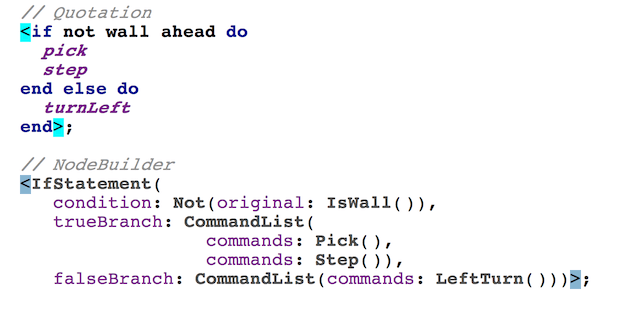 // Quotation
<if not wall ahead do
pick
step
end else do
turnLeft
end>;
// NodeBuilder
<IfStatement(
condition: Not(original: IsWall()),
trueBranch: CommandList(
commands: Pick(),
commands: Step()),
falseBranch: CommandList(commands: LeftTurn()))>;